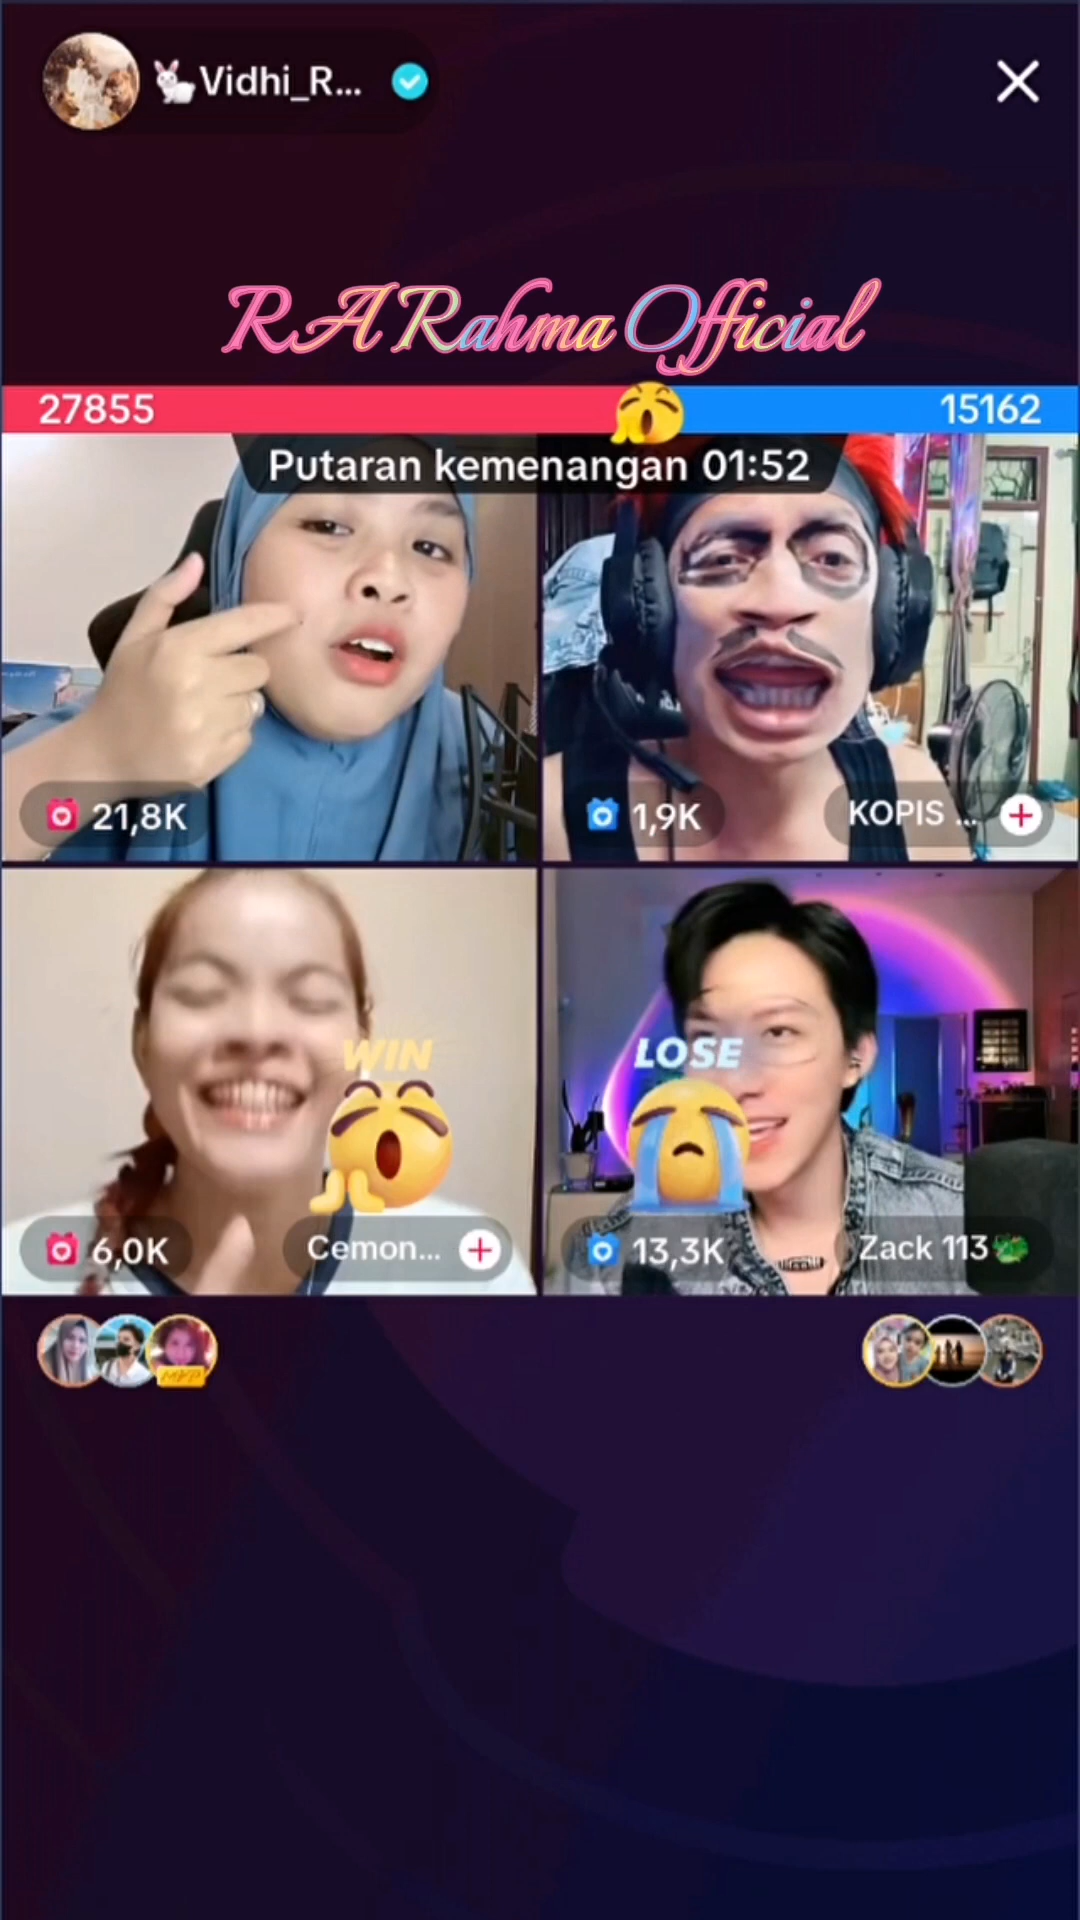 Vidhi_R...
RA Rahma Official
27855
15162
Putaran kemenangan 01:52
21,8K
1,9K
KOPIS ...
WIN
LOSE
6,0K
Cemon...
13,3K
Zack 113